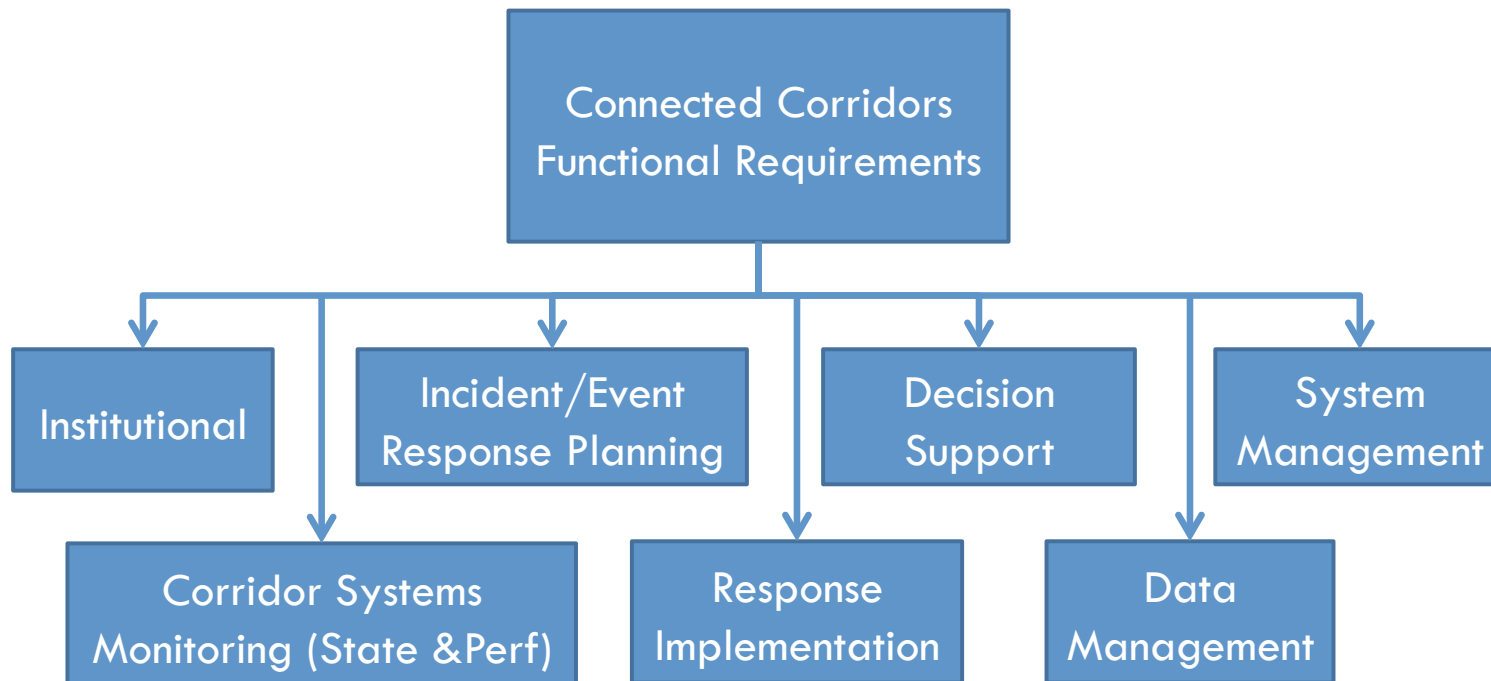 Connected Corridors
Functional Requirements
Institutional
Incident/Event
Response Planning
Decision
Support
System
Management
Corridor Systems
Monitoring (State &Perf)
Response
Implementation
Data
Management